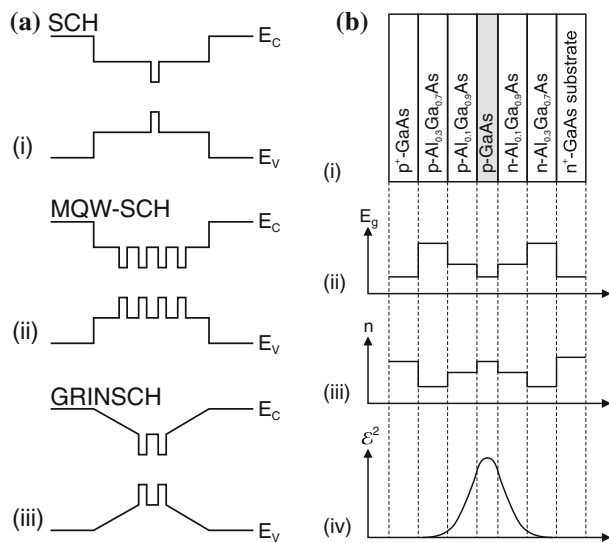 (a)
SCH
E_C
(i)
E_V
MQW-SCH
E_C
(ii)
E_V
GRINSCH
E_C
(iii)
E_V
(b)
p⁺-GaAs
p-Al₀.₃Ga₀.₇As
p-Al₀.₁Ga₀.₉As
p-GaAs
n-Al₀.₁Ga₀.₉As
n-Al₀.₃Ga₀.₇As
n⁺-GaAs substrate
(i)
E_g
(ii)
n
(iii)
ℰ²
(iv)